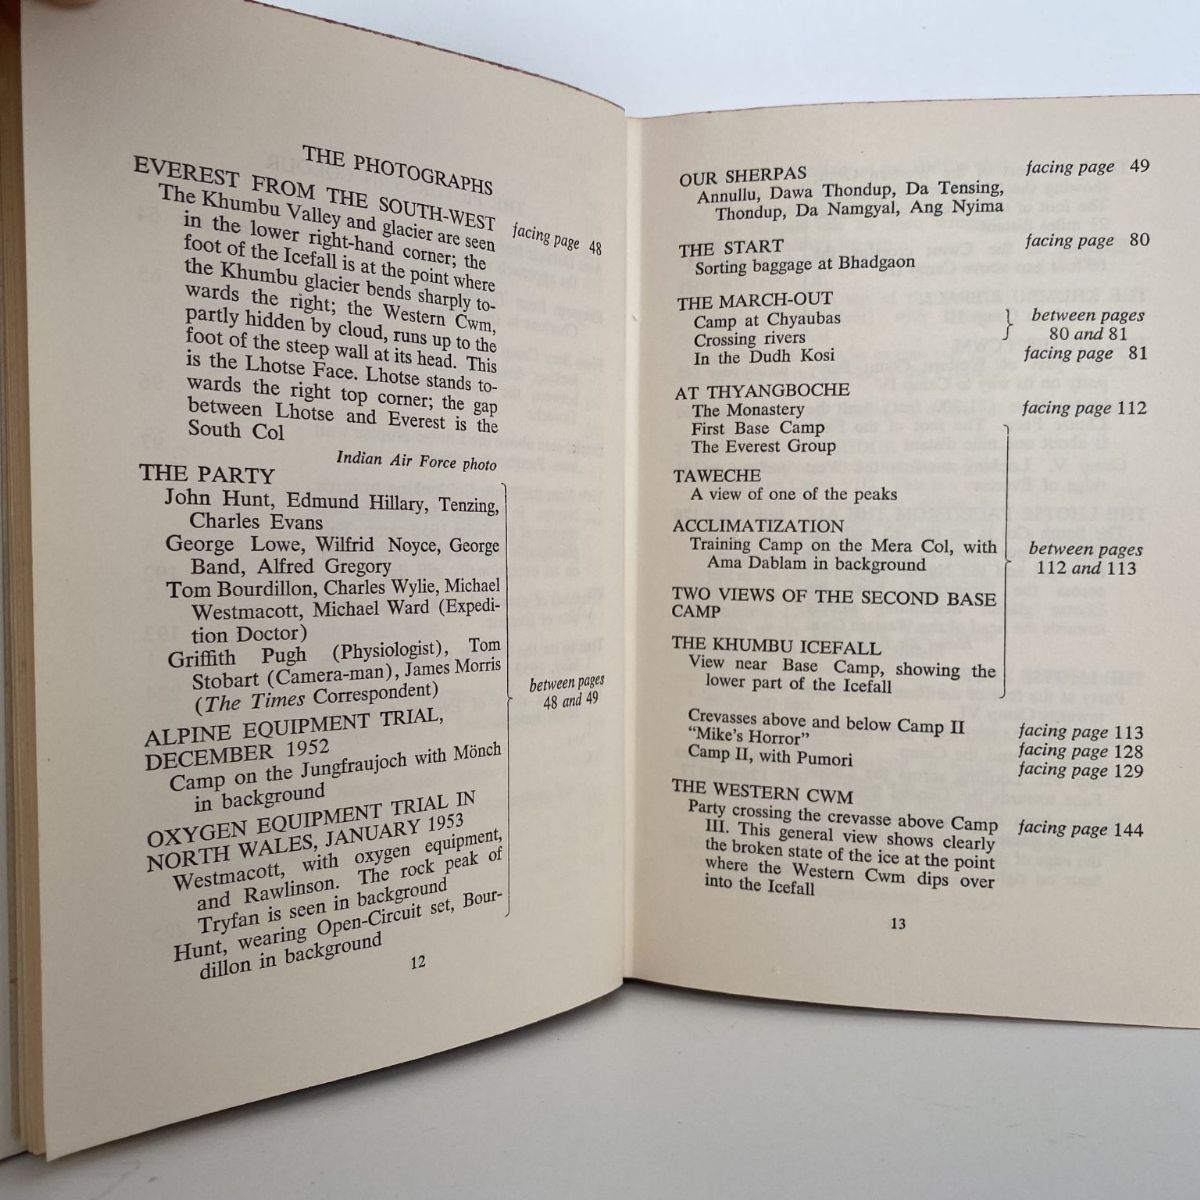 THE PHOTOGRAPHS
EVEREST FROM THE SOUTH-WEST facing page 48
The Khumbu Valley and glacier are seen
in the lower right-hand corner; the
foot of the Icefall is at the point where
the Khumbu glacier bends sharply to-
wards the right; the Western Cwm,
partly hidden by cloud, runs up to the
foot of the steep wall at its head. This
is the Lhotse Face. Lhotse stands to-
wards the right top corner; the gap
between Lhotse and Everest is the
South Col
Indian Air Force photo
THE PARTY
John Hunt, Edmund Hillary, Tenzing,
Charles Evans
George Lowe, Wilfrid Noyce, George
Band, Alfred Gregory
Tom Bourdillon, Charles Wylie, Michael
Westmacott, Michael Ward (Expedi-
tion Doctor)
Griffith Pugh (Physiologist), Tom
Stobart (Camera-man), James Morris
(The Times Correspondent)
between pages
48 and 49
ALPINE EQUIPMENT TRIAL,
DECEMBER 1952
Camp on the Jungfraujoch with Mönch
in background
OXYGEN EQUIPMENT TRIAL IN
NORTH WALES, JANUARY 1953
Westmacott, with oxygen equipment,
and Rawlinson. The rock peak of
Tryfan is seen in background
Hunt, wearing Open-Circuit set, Bour-
dillon in background
12
OUR SHERPAS facing page 49
Annullu, Dawa Thondup, Da Tensing,
Thondup, Da Namgyal, Ang Nyima
THE START facing page 80
Sorting baggage at Bhadgaon
THE MARCH-OUT
Camp at Chyaubas
Crossing rivers
between pages
80 and 81
In the Dudh Kosi facing page 81
AT THYANGBOCHE
The Monastery facing page 112
First Base Camp
The Everest Group
TAWECHE
A view of one of the peaks
ACCLIMATIZATION
Training Camp on the Mera Col, with
Ama Dablam in background
between pages
112 and 113
TWO VIEWS OF THE SECOND BASE
CAMP
THE KHUMBU ICEFALL
View near Base Camp, showing the
lower part of the Icefall
Crevasses above and below Camp II facing page 113
"Mike's Horror" facing page 128
Camp II, with Pumori facing page 129
THE WESTERN CWM
Party crossing the crevasse above Camp facing page 144
III. This general view shows clearly
the broken state of the ice at the point
where the Western Cwm dips over
into the Icefall
13